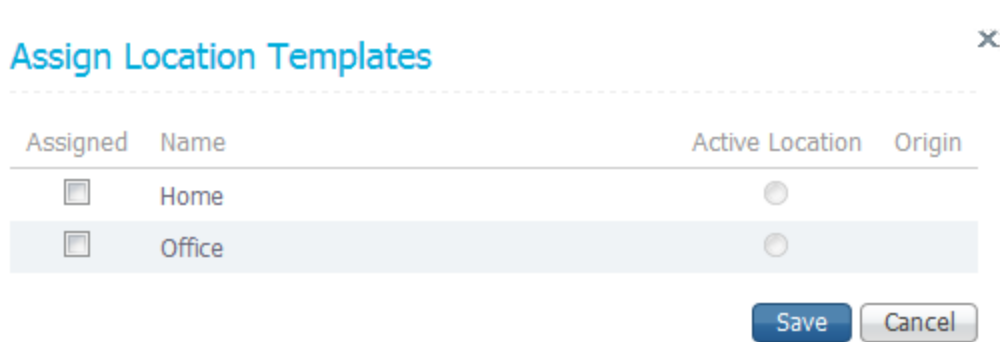 Assign Location Templates
Assigned Name Active Location Origin
Home
Office
Save Cancel